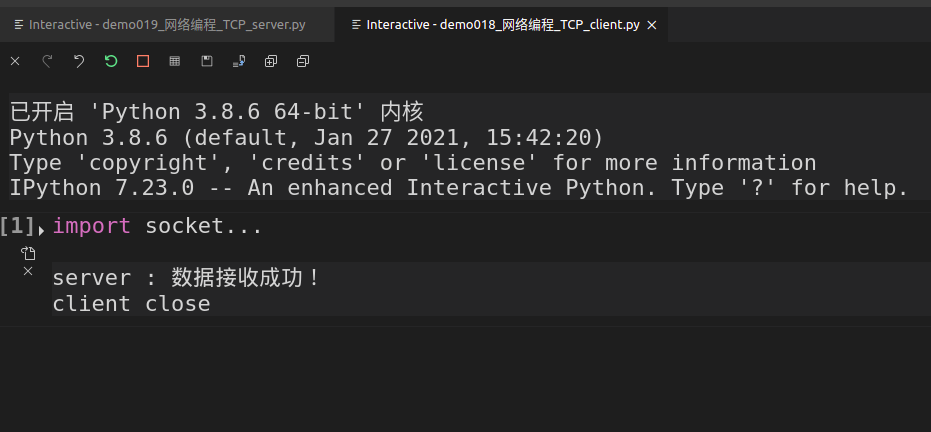 Interactive - demo019_网络编程_TCP_server.py
Interactive - demo018_网络编程_TCP_client.py
已开启 'Python 3.8.6 64-bit' 内核
Python 3.8.6 (default, Jan 27 2021, 15:42:20)
Type 'copyright', 'credits' or 'license' for more information
IPython 7.23.0 -- An enhanced Interactive Python. Type '?' for help.
[1] import socket...
server : 数据接收成功！
client close